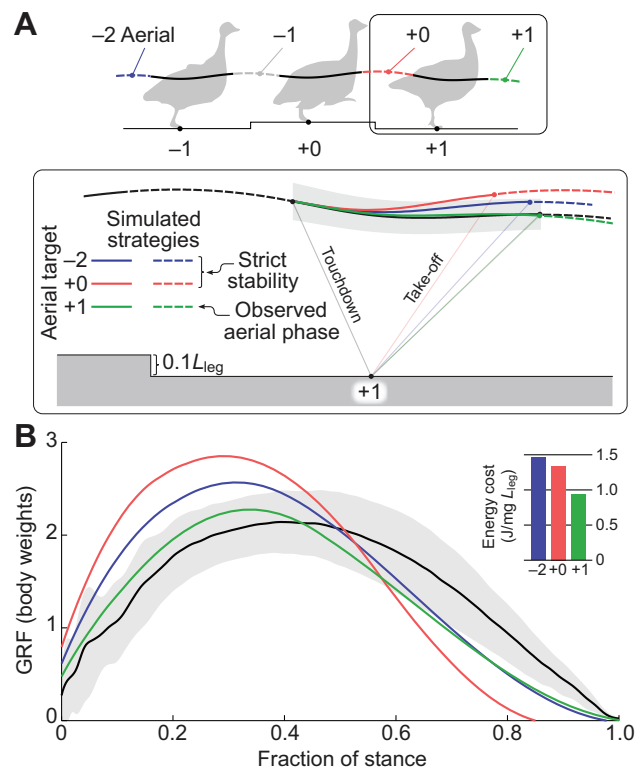 A
–2 Aerial
–1
+0
+1
–1
+0
+1
Simulated
strategies
Aerial target
–2
+0
+1
Strict
stability
Observed
aerial phase
Touchdown
Take-off
0.1Lleg
+1
B
GRF (body weights)
3
2
1
0
0
0.2
0.4
0.6
0.8
1.0
Fraction of stance
Energy cost
(J/mg Lleg)
1.5
1.0
0.5
0
–2 +0 +1